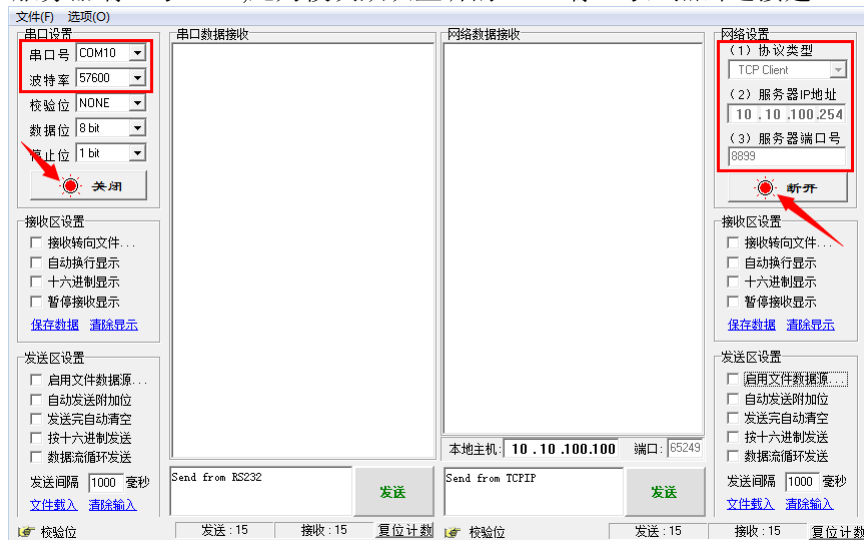 文件(F) 选项(O)
串口设置
串口号 COM10
波特率 57600
校验位 NONE
数据位 8 bit
停止位 1 bit
关闭
接收区设置
接收转向文件...
自动换行显示
十六进制显示
暂停接收显示
保存数据 清除显示
发送区设置
启用文件数据源...
自动发送附加位
发送完自动清空
按十六进制发送
数据流循环发送
发送间隔 1000 毫秒
文件载入 清除输入
串口数据接收
Send from RS232
发送
校验位 发送:15 接收:15 复位计数
网络数据接收
本地主机: 10 . 10 .100.100 端口: 65249
Send from TCPIP
发送
校验位 发送:15 接收:15 复位计数
网络设置
(1) 协议类型
TCP Client
(2) 服务器IP地址
10 . 10 .100.254
(3) 服务器端口号
8899
断开
接收区设置
接收转向文件...
自动换行显示
十六进制显示
暂停接收显示
保存数据 清除显示
发送区设置
启用文件数据源...
自动发送附加位
发送完自动清空
按十六进制发送
数据流循环发送
发送间隔 1000 毫秒
文件载入 清除输入